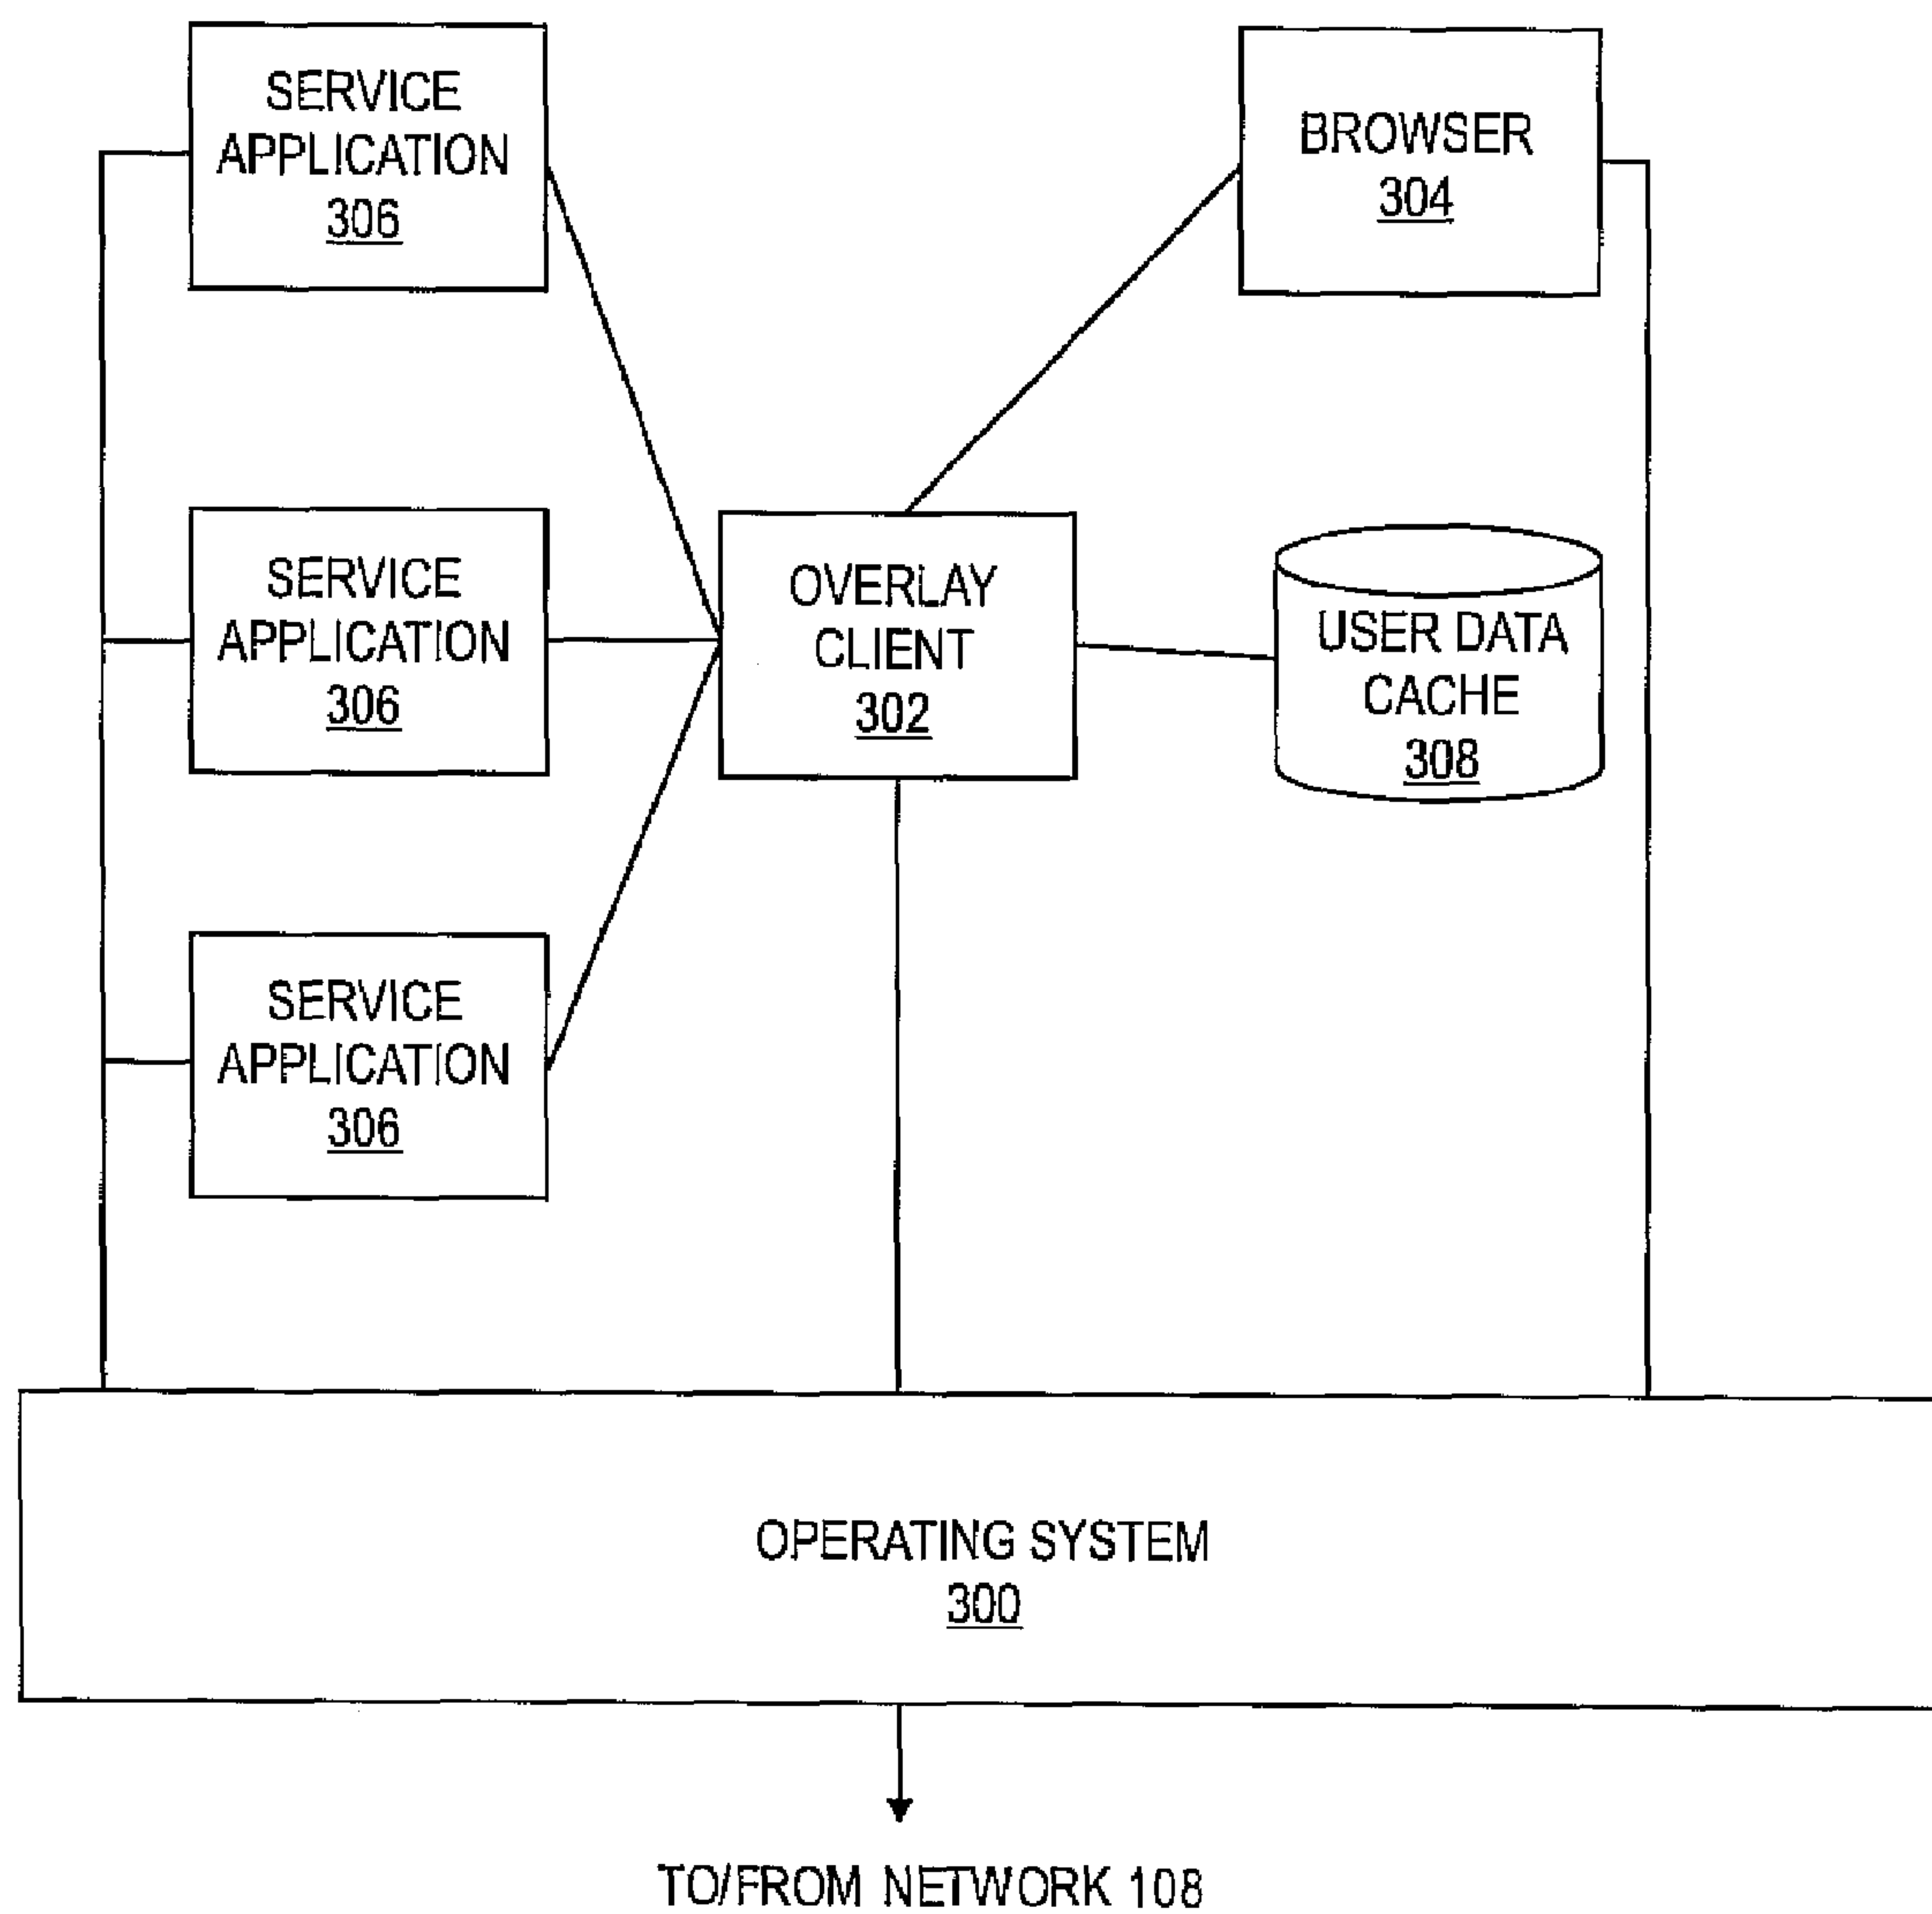 SERVICE
APPLICATION
306
BROWSER
304
SERVICE
APPLICATION
306
OVERLAY
CLIENT
302
USER DATA
CACHE
308
SERVICE
APPLICATION
306
OPERATING SYSTEM
300
TO/FROM NETWORK 108